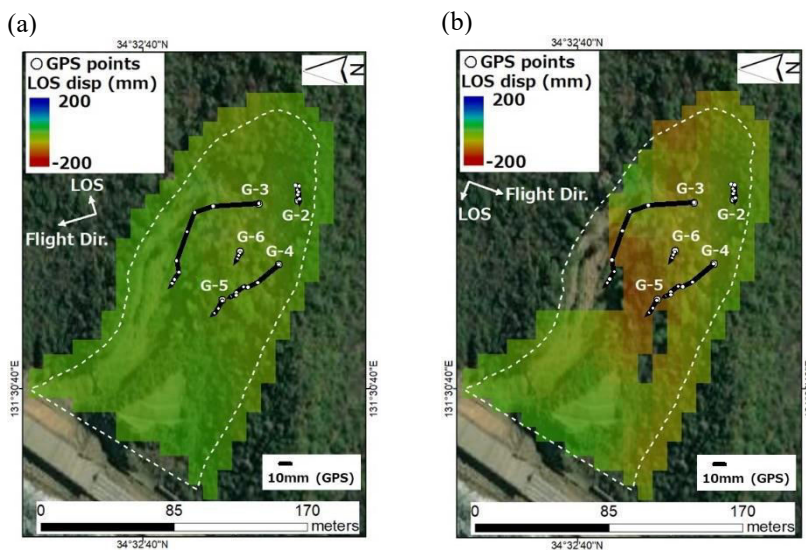 (a)
34°32'40"N
GPS points
LOS disp (mm)
200
-200
N
LOS
Flight Dir.
G-3
G-2
G-6
G-4
G-5
131°30'40"E
10mm (GPS)
0 85 170
meters
34°32'40"N
(b)
34°32'40"N
GPS points
LOS disp (mm)
200
-200
N
Flight Dir.
LOS
G-3
G-2
G-6
G-4
G-5
131°30'40"E
10mm (GPS)
0 85 170
meters
34°32'40"N